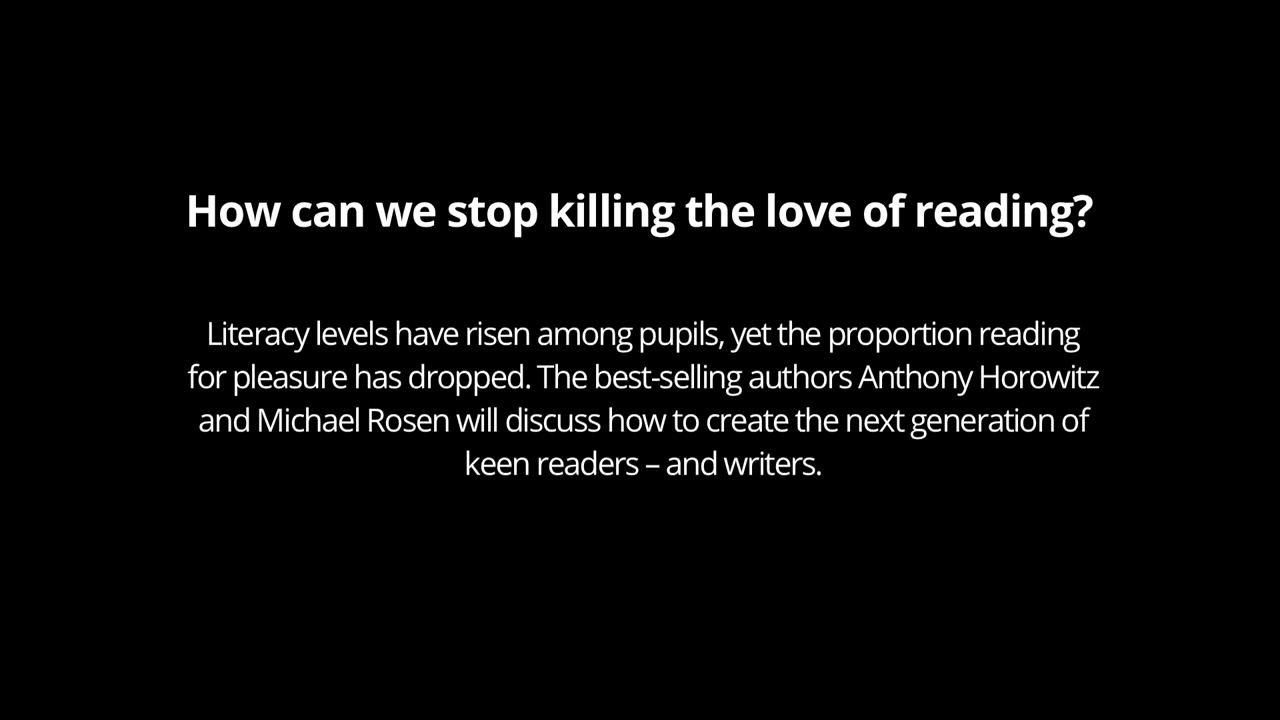 How can we stop killing the love of reading?
Literacy levels have risen among pupils, yet the proportion reading
for pleasure has dropped. The best-selling authors Anthony Horowitz
and Michael Rosen will discuss how to create the next generation of
keen readers – and writers.